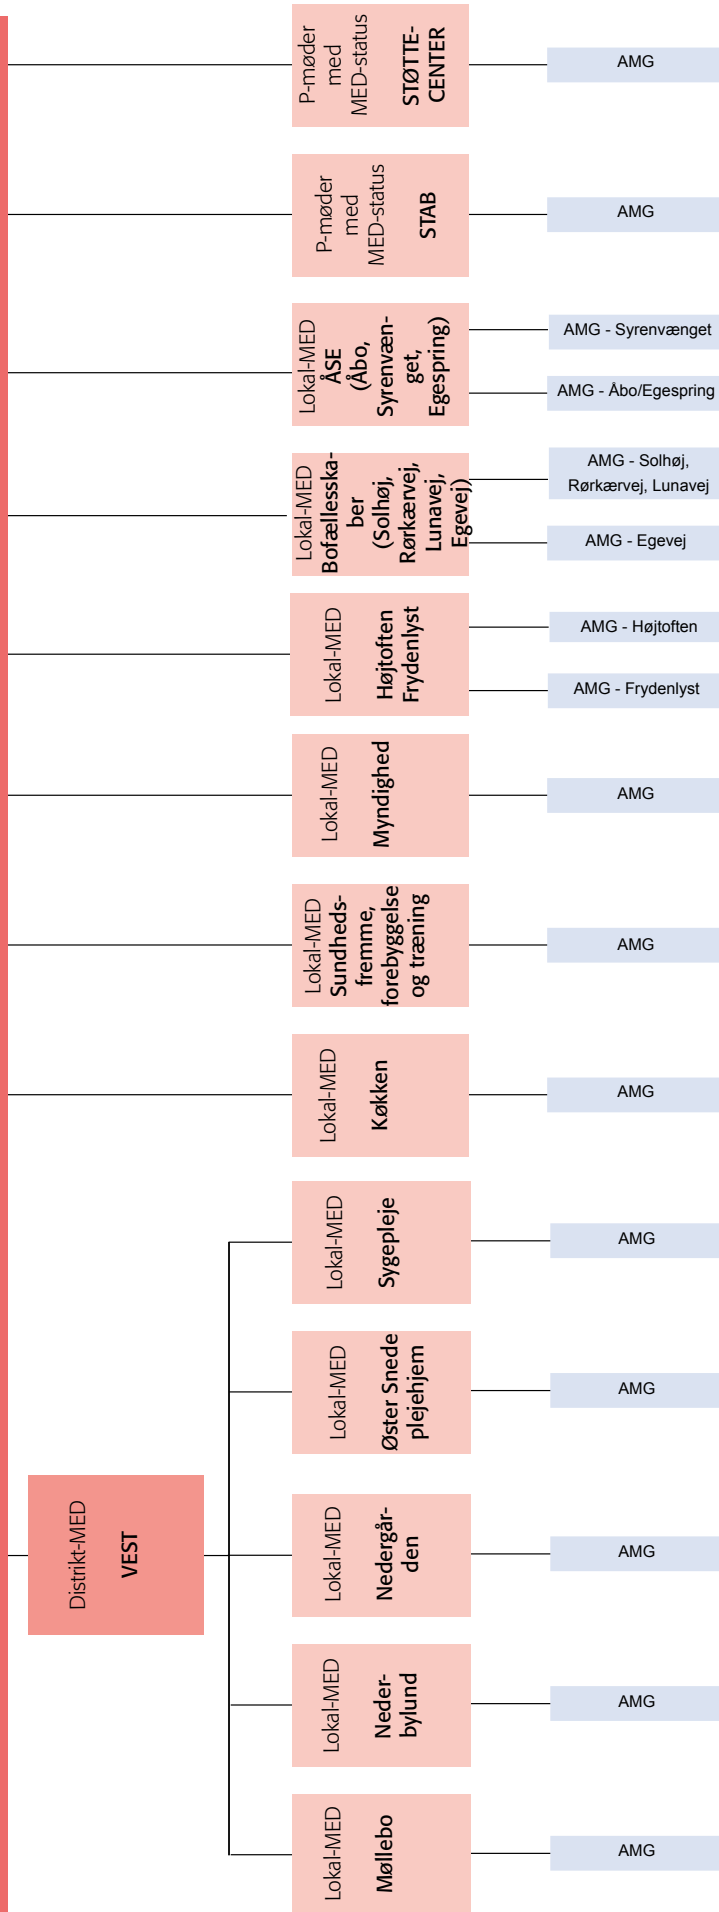 P-møder
med
MED-status
STØTTE-
CENTER
AMG
P-møder
med
MED-status
STAB
AMG
Lokal-MED
ÅSE
(Åbo,
Syrenvæn-
get,
Egespring)
AMG - Syrenvænget
AMG - Åbo/Egespring
Lokal-MED
Bofællesska-
ber
(Solhøj,
Rørkærvej,
Lunavej,
Egevej)
AMG - Solhøj,
Rørkærvej, Lunavej
AMG - Egevej
Lokal-MED
Højtoften
Frydenlyst
AMG - Højtoften
AMG - Frydenlyst
Lokal-MED
Myndighed
AMG
Lokal-MED
Sundheds-
fremme,
forebyggelse
og træning
AMG
Lokal-MED
Køkken
AMG
Distrikt-MED
VEST
Lokal-MED
Sygepleje
AMG
Lokal-MED
Øster Snede
plejehjem
AMG
Lokal-MED
Nedergår-
den
AMG
Lokal-MED
Neder-
bylund
AMG
Lokal-MED
Møllebo
AMG